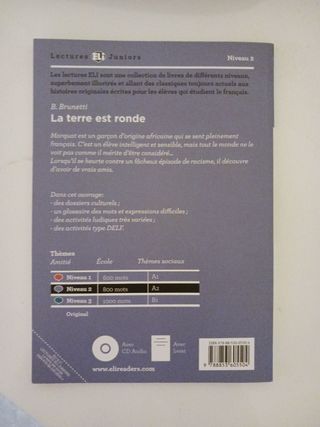 Lectures ELI Juniors Niveau 2
Les lectures ELI sont une collection de livres de différents niveaux,
superbement illustrés et allant des classiques toujours actuels aux
histoires originales écrites pour les élèves qui étudient le français.
B. Brunetti
La terre est ronde
Morquat est un garçon d'origine africaine qui se sent pleinement
français. C'est un élève intelligent et sensible, mais tout le monde ne le
voit pas comme il mérite d'être considéré...
Lorsqu'il se heurte contre un fâcheux épisode de racisme, il découvre
d'avoir de vrais amis.
Dans cet ouvrage:
- des dossiers culturels ;
- un glossaire des mots et expressions difficiles ;
- des activités ludiques très variées ;
- des activités type DELF.
Thèmes
Amitié École Thèmes sociaux
Niveau 1 600 mots A1
Niveau 2 800 mots A2
Niveau 3 1000 mots B1
Original
Avec
CD Audio
Avec
Livret
www.elireaders.com
9 788853 605504